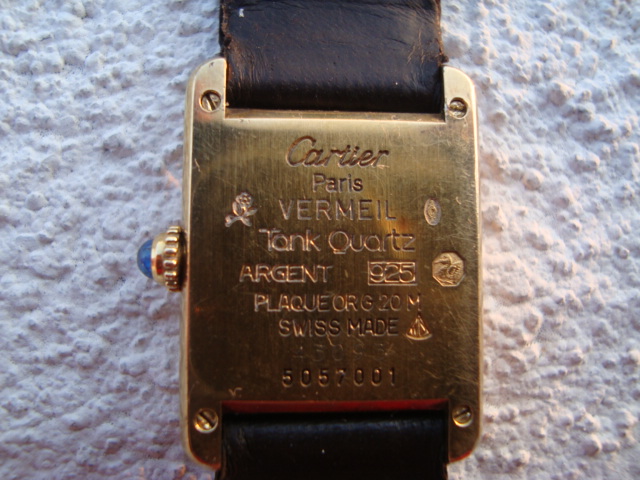 Cartier
Paris
VERMEIL
Tank Quartz
ARGENT 925
PLAQUE OR G 20 M
SWISS MADE
5057001